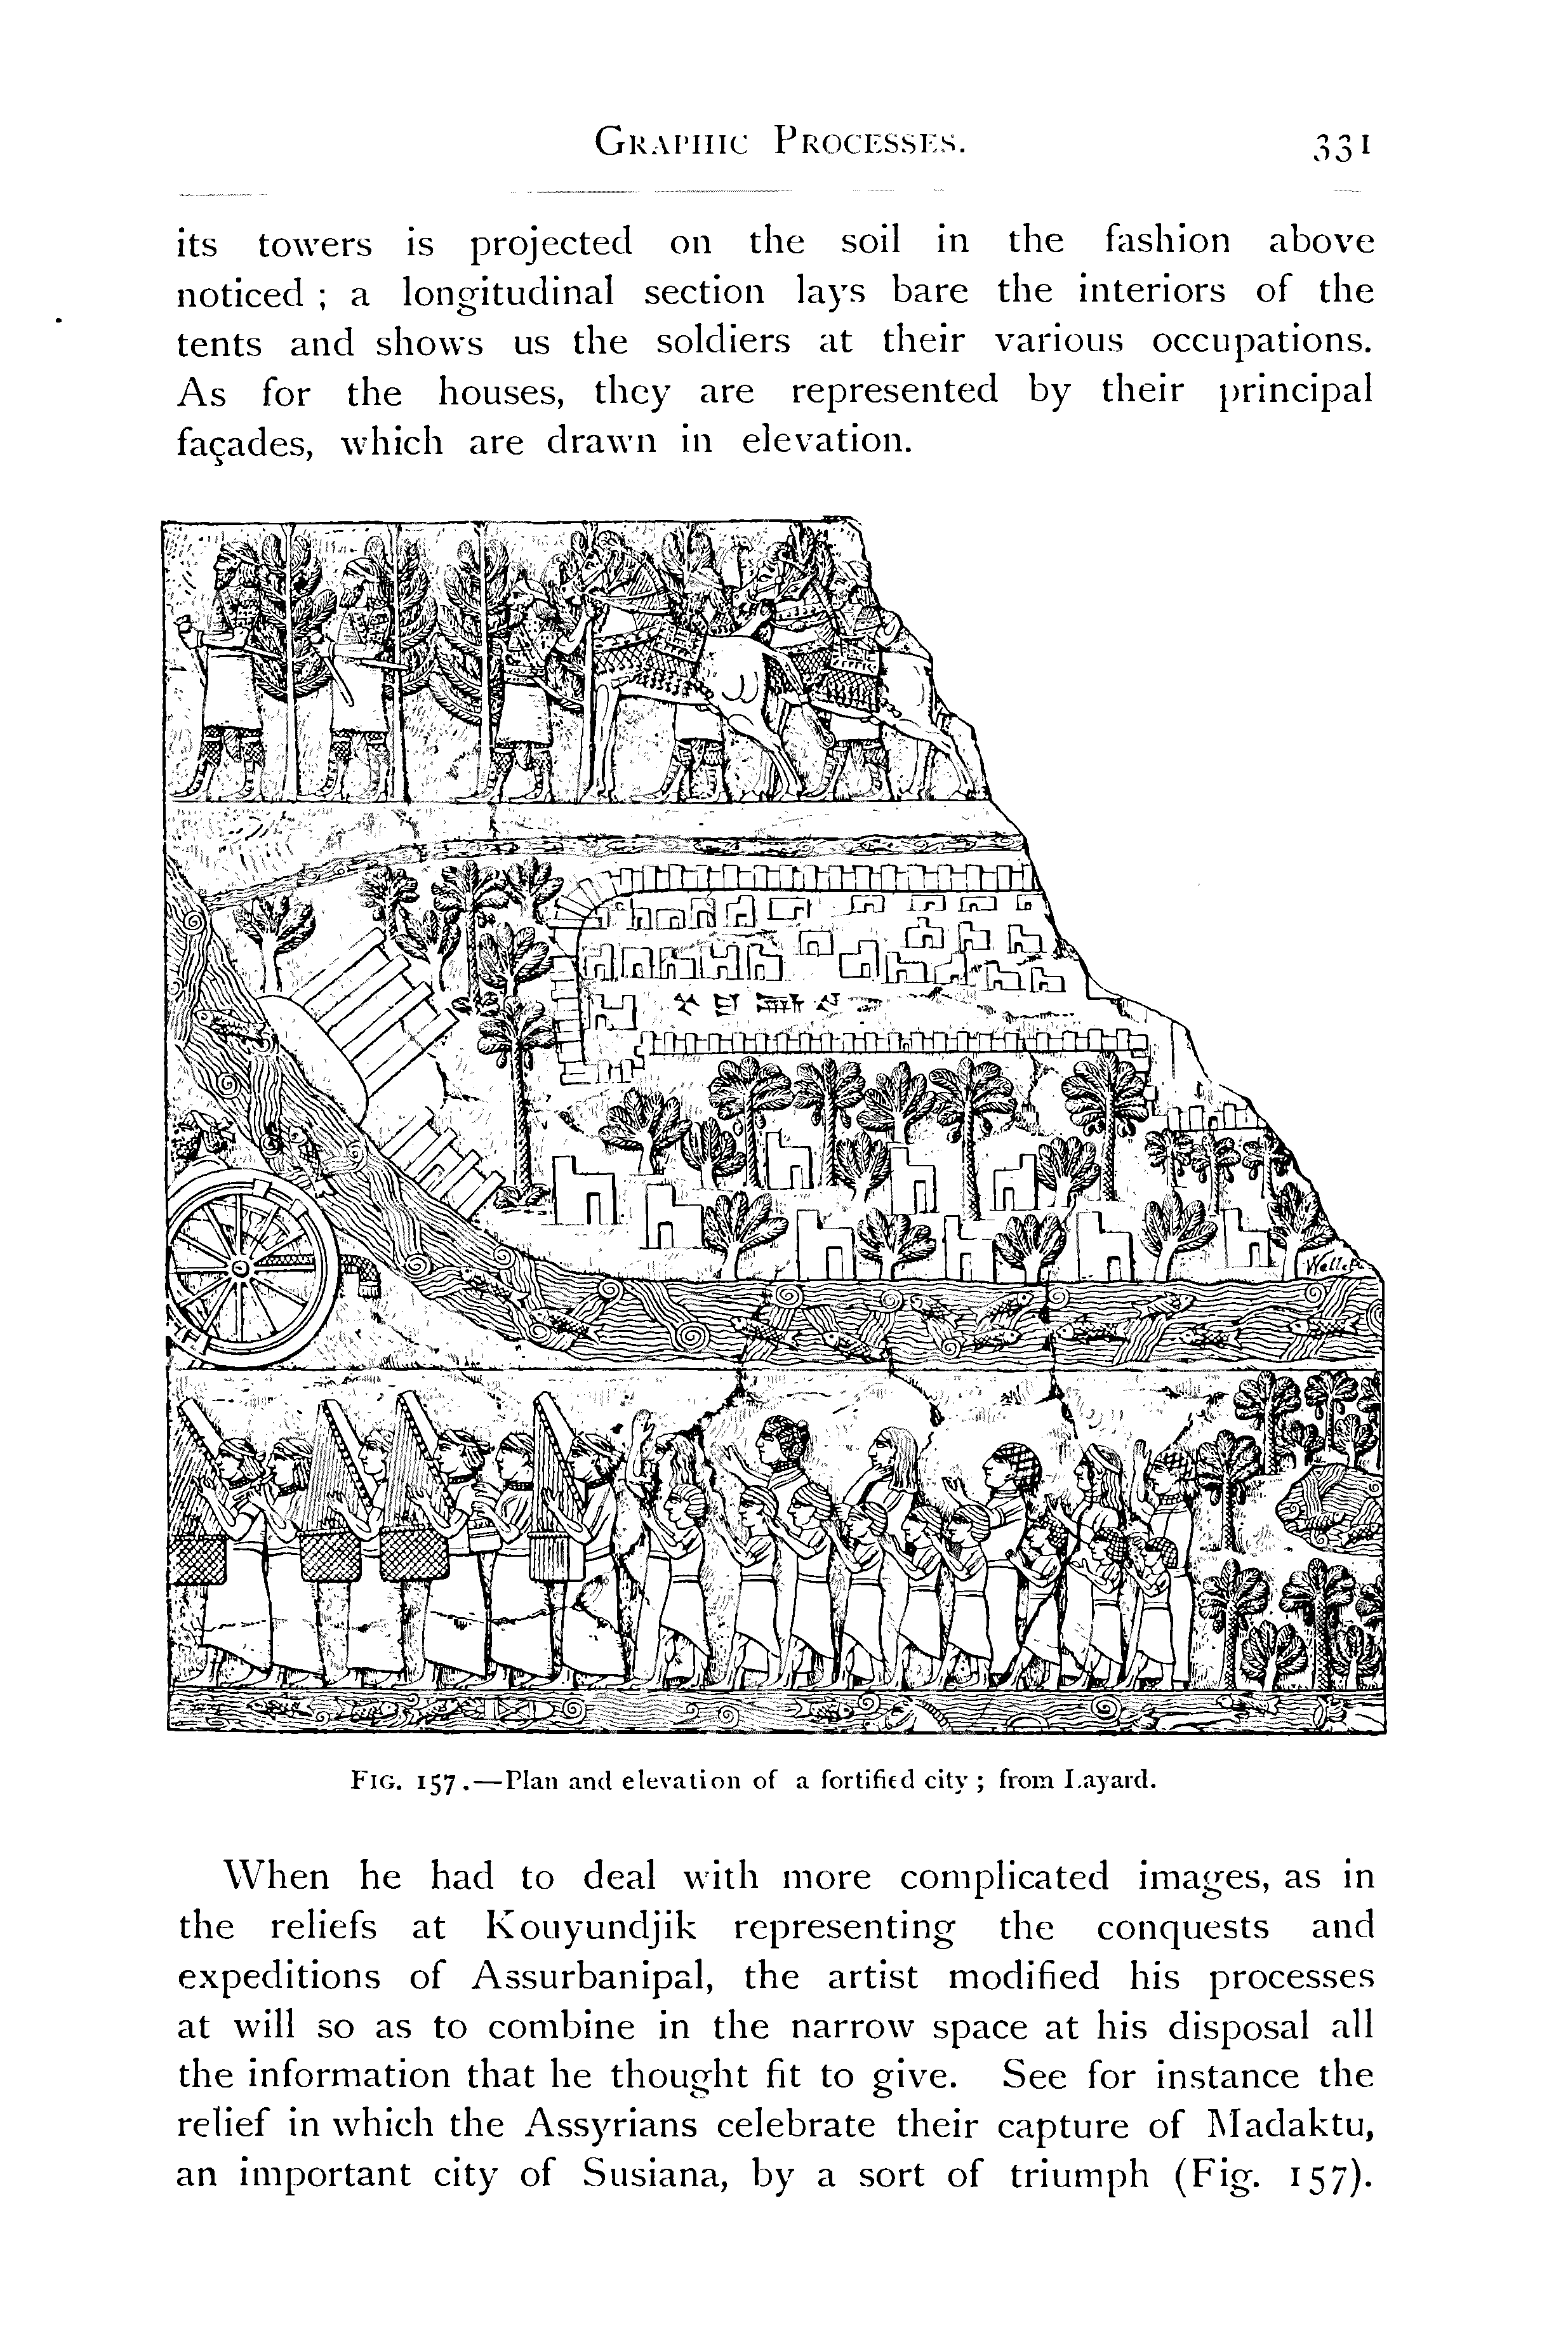 GRAPHIC PROCESSES. 331
its towers is projected on the soil in the fashion above
noticed ; a longitudinal section lays bare the interiors of the
tents and shows us the soldiers at their various occupations.
As for the houses, they are represented by their principal
façades, which are drawn in elevation.
FIG. 157.—Plan and elevation of a fortified city ; from Layard.
When he had to deal with more complicated images, as in
the reliefs at Kouyundjik representing the conquests and
expeditions of Assurbanipal, the artist modified his processes
at will so as to combine in the narrow space at his disposal all
the information that he thought fit to give. See for instance the
relief in which the Assyrians celebrate their capture of Madaktu,
an important city of Susiana, by a sort of triumph (Fig. 157).